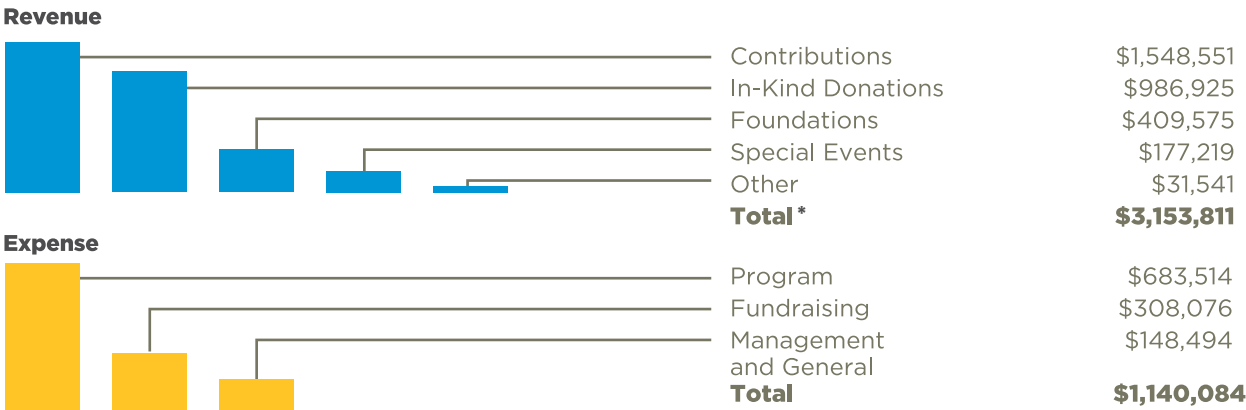 Revenue
Contributions $1,548,551
In-Kind Donations $986,925
Foundations $409,575
Special Events $177,219
Other $31,541
Total* $3,153,811
Expense
Program $683,514
Fundraising $308,076
Management $148,494
and General
Total $1,140,084